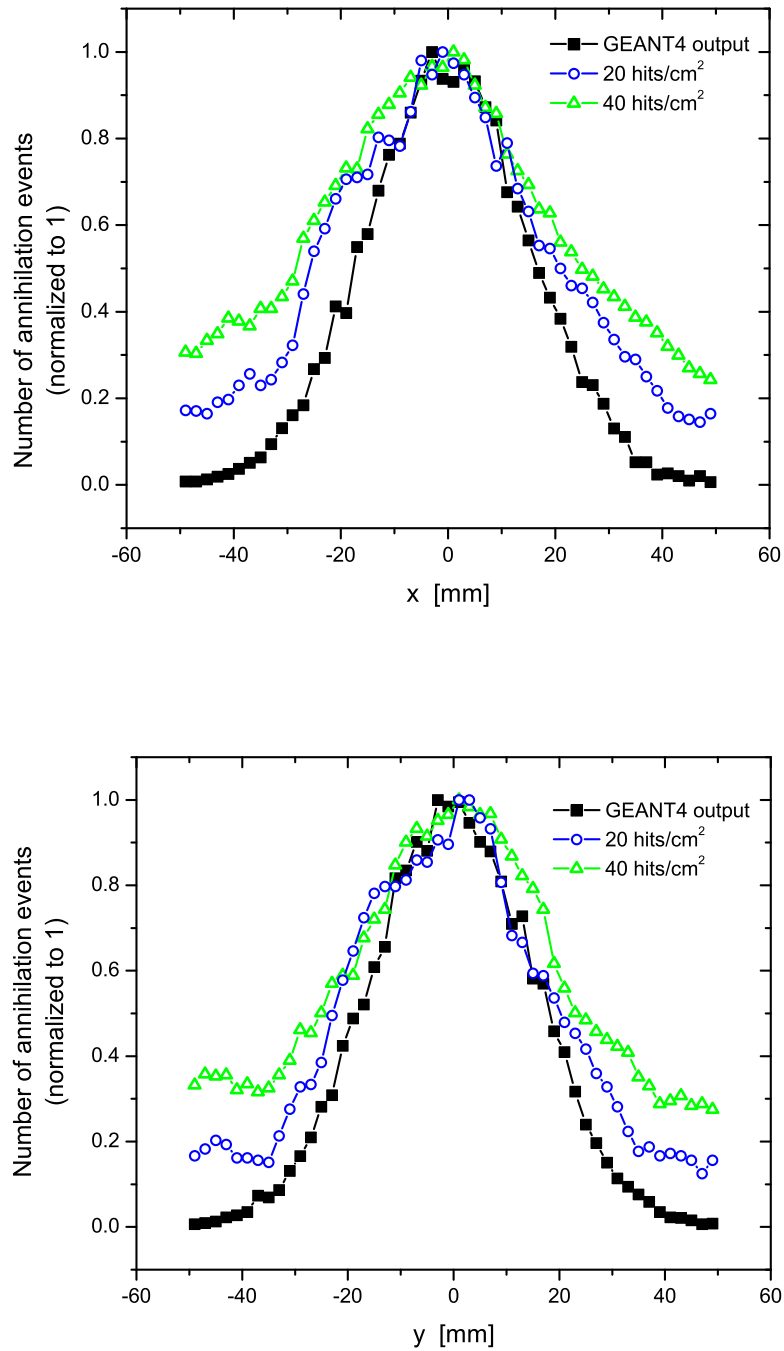 GEANT4 output
20 hits/cm²
40 hits/cm²
Number of annihilation events
(normalized to 1)
1.0
0.8
0.6
0.4
0.2
0.0
-60 -40 -20 0 20 40 60
x [mm]
GEANT4 output
20 hits/cm²
40 hits/cm²
Number of annihilation events
(normalized to 1)
1.0
0.8
0.6
0.4
0.2
0.0
-60 -40 -20 0 20 40 60
y [mm]